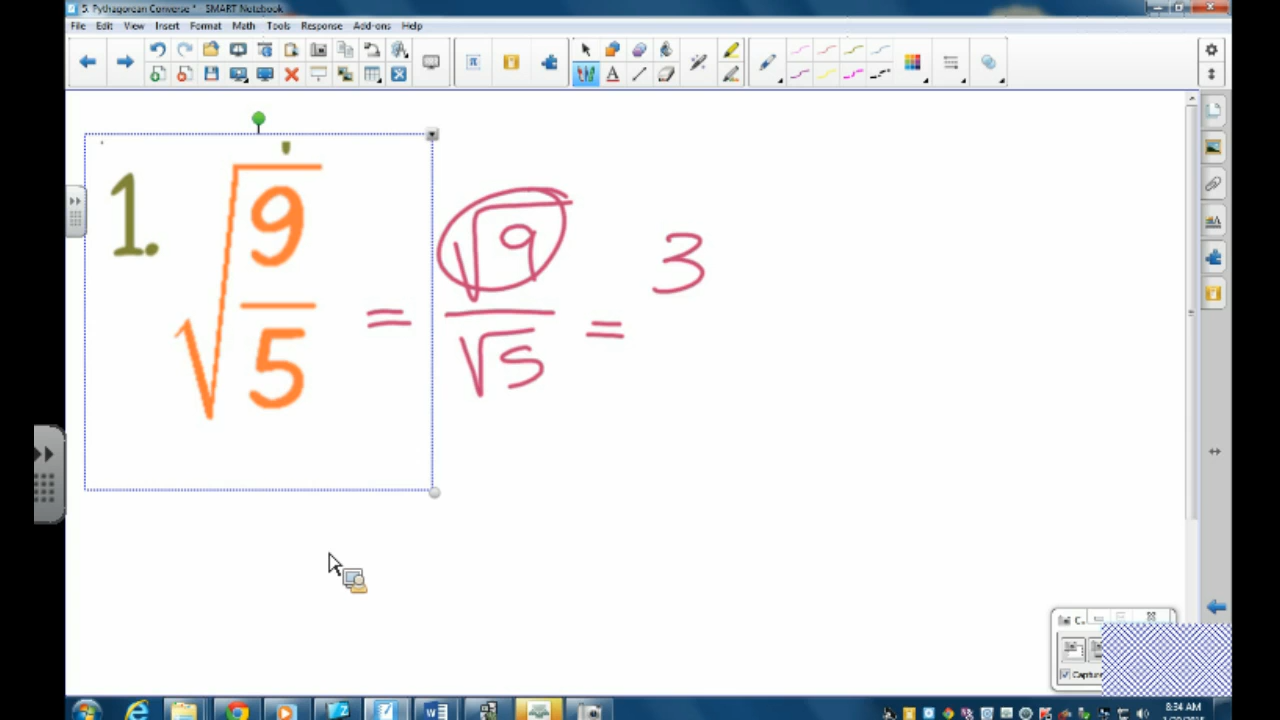 5. Pythagorean Converse * - SMART Notebook
File Edit View Insert Format Math Tools Response Add-ons Help
1. √9/5 = √9/√5 = 3
C..
Captur
8:34 AM